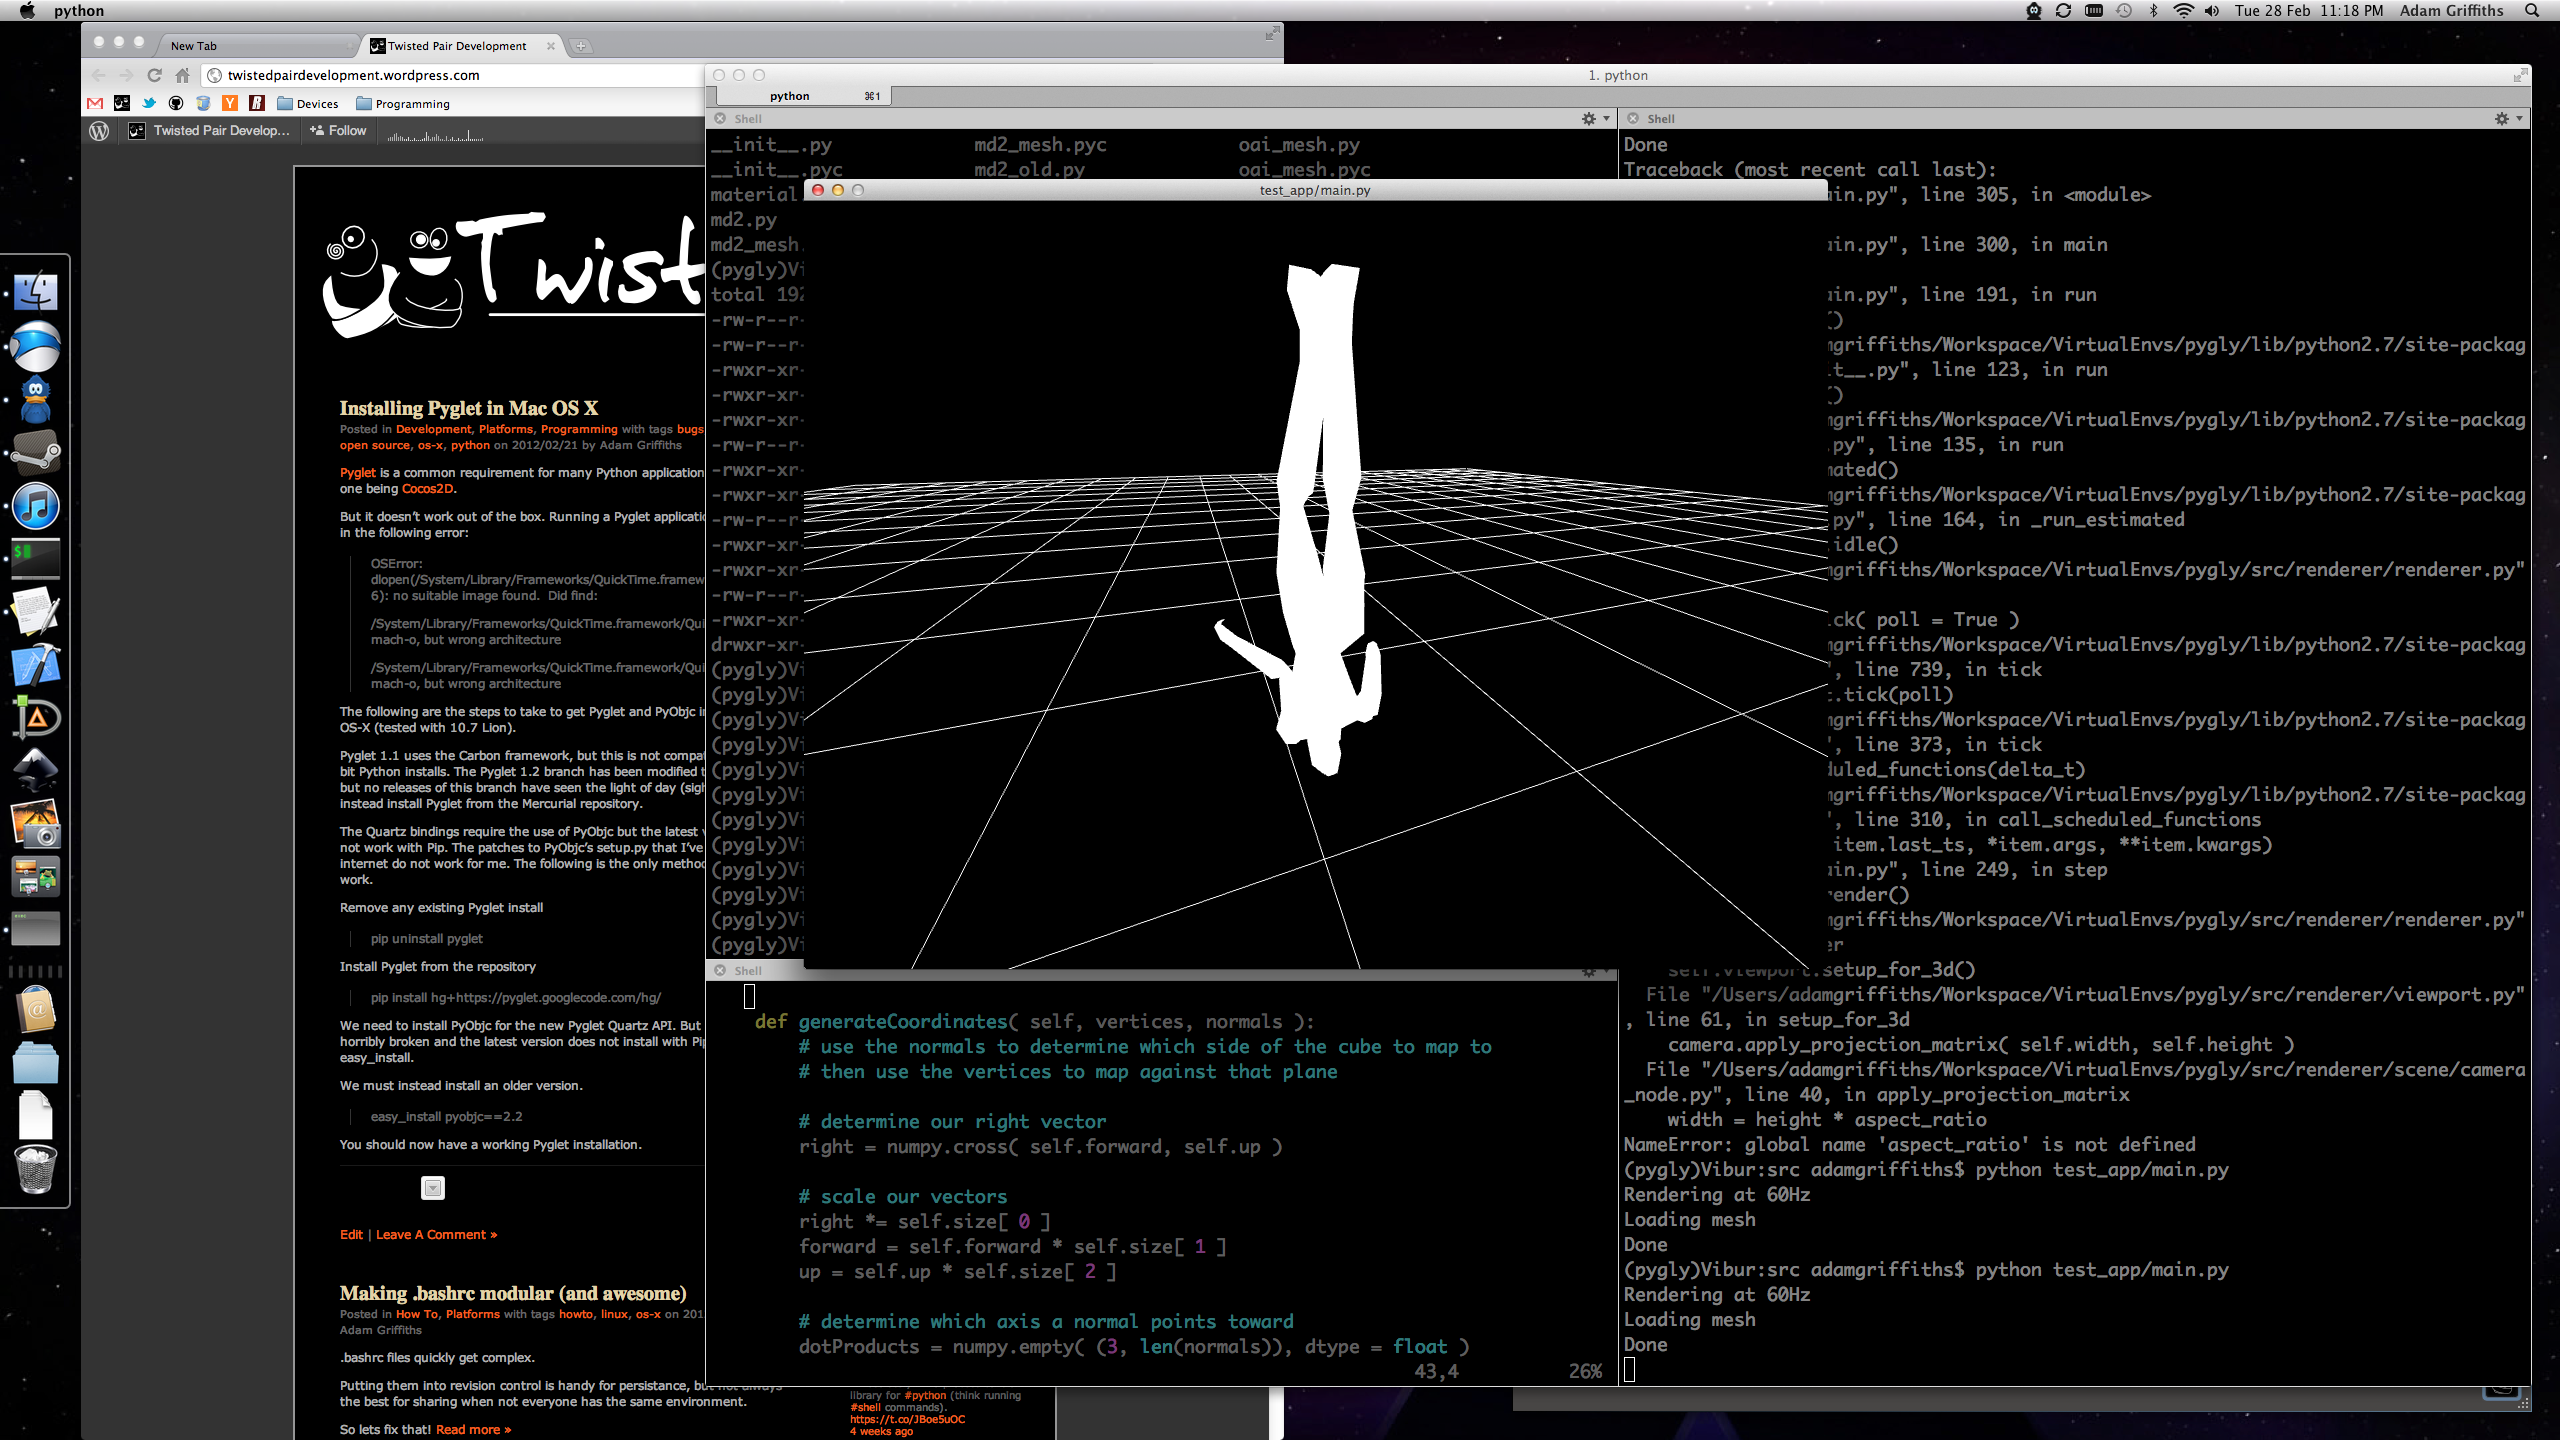 python
Tue 28 Feb 11:18 PM Adam Griffiths
New Tab
Twisted Pair Development
twistedpairdevelopment.wordpress.com
Devices
Programming
Twisted Pair Develop...
Follow
Twist
Installing Pyglet in Mac OS X
Posted in Development, Platforms, Programming with tags bugs
open source, os-x, python on 2012/02/21 by Adam Griffiths
Pyglet is a common requirement for many Python application
one being Cocos2D.
But it doesn't work out of the box. Running a Pyglet applicatio
in the following error:
OSError:
dlopen(/System/Library/Frameworks/QuickTime.framew
6): no suitable image found.  Did find:
/System/Library/Frameworks/QuickTime.framework/Qui
mach-o, but wrong architecture
/System/Library/Frameworks/QuickTime.framework/Qui
mach-o, but wrong architecture
The following are the steps to take to get Pyglet and PyObjc i
OS-X (tested with 10.7 Lion).
Pyglet 1.1 uses the Carbon framework, but this is not compat
bit Python installs. The Pyglet 1.2 branch has been modified t
but no releases of this branch have seen the light of day (sigh
instead install Pyglet from the Mercurial repository.
The Quartz bindings require the use of PyObjc but the latest v
not work with Pip. The patches to PyObjc's setup.py that I've
internet do not work for me. The following is the only method
work.
Remove any existing Pyglet install
pip uninstall pyglet
Install Pyglet from the repository
pip install hg+https://pyglet.googlecode.com/hg/
We need to install PyObjc for the new Pyglet Quartz API. But
horribly broken and the latest version does not install with Pip
easy_install.
We must instead install an older version.
easy_install pyobjc==2.2
You should now have a working Pyglet installation.
Edit | Leave A Comment »
Making .bashrc modular (and awesome)
Posted in How To, Platforms with tags howto, linux, os-x on 201
Adam Griffiths
.bashrc files quickly get complex.
Putting them into revision control is handy for persistance, but not always
the best for sharing when not everyone has the same environment.
So lets fix that! Read more »
library for #python (think running
#shell commands).
https://t.co/JBoe5uOC
4 weeks ago
1. python
python ⌘1
Shell
__init__.py md2_mesh.pyc oai_mesh.py
__init__.pyc md2_old.py oai_mesh.pyc
material
md2.py
md2_mesh.
(pygly)Vi
total 192
-rw-r--r-
-rw-r--r-
-rwxr-xr-
-rwxr-xr-
-rwxr-xr-
-rw-r--r-
-rwxr-xr-
-rwxr-xr-
-rw-r--r-
-rwxr-xr-
-rwxr-xr-
-rw-r--r-
-rwxr-xr-
drwxr-xr-
(pygly)Vi
(pygly)Vi
(pygly)Vi
(pygly)Vi
(pygly)Vi
(pygly)Vi
(pygly)Vi
(pygly)Vi
(pygly)Vi
(pygly)Vi
(pygly)Vi
(pygly)Vi
test_app/main.py
Shell
def generateCoordinates( self, vertices, normals ):
# use the normals to determine which side of the cube to map to
# then use the vertices to map against that plane
# determine our right vector
right = numpy.cross( self.forward, self.up )
# scale our vectors
right *= self.size[ 0 ]
forward = self.forward * self.size[ 1 ]
up = self.up * self.size[ 2 ]
# determine which axis a normal points toward
dotProducts = numpy.empty( (3, len(normals)), dtype = float )
43,4 26%
Shell
Done
Traceback (most recent call last):
ain.py", line 305, in <module>
ain.py", line 300, in main
ain.py", line 191, in run
()
mgriffiths/Workspace/VirtualEnvs/pygly/lib/python2.7/site-packag
it__.py", line 123, in run
()
mgriffiths/Workspace/VirtualEnvs/pygly/lib/python2.7/site-packag
.py", line 135, in run
mated()
mgriffiths/Workspace/VirtualEnvs/pygly/lib/python2.7/site-packag
.py", line 164, in _run_estimated
.idle()
mgriffiths/Workspace/VirtualEnvs/pygly/src/renderer/renderer.py"
ick( poll = True )
mgriffiths/Workspace/VirtualEnvs/pygly/lib/python2.7/site-packag
", line 739, in tick
t.tick(poll)
mgriffiths/Workspace/VirtualEnvs/pygly/lib/python2.7/site-packag
", line 373, in tick
duled_functions(delta_t)
mgriffiths/Workspace/VirtualEnvs/pygly/lib/python2.7/site-packag
", line 310, in call_scheduled_functions
item.last_ts, *item.args, **item.kwargs)
ain.py", line 249, in step
render()
mgriffiths/Workspace/VirtualEnvs/pygly/src/renderer/renderer.py"
er
self.viewport.setup_for_3d()
File "/Users/adamgriffiths/Workspace/VirtualEnvs/pygly/src/renderer/viewport.py"
, line 61, in setup_for_3d
camera.apply_projection_matrix( self.width, self.height )
File "/Users/adamgriffiths/Workspace/VirtualEnvs/pygly/src/renderer/scene/camera
_node.py", line 40, in apply_projection_matrix
width = height * aspect_ratio
NameError: global name 'aspect_ratio' is not defined
(pygly)Vibur:src adamgriffiths$ python test_app/main.py
Rendering at 60Hz
Loading mesh
Done
(pygly)Vibur:src adamgriffiths$ python test_app/main.py
Rendering at 60Hz
Loading mesh
Done